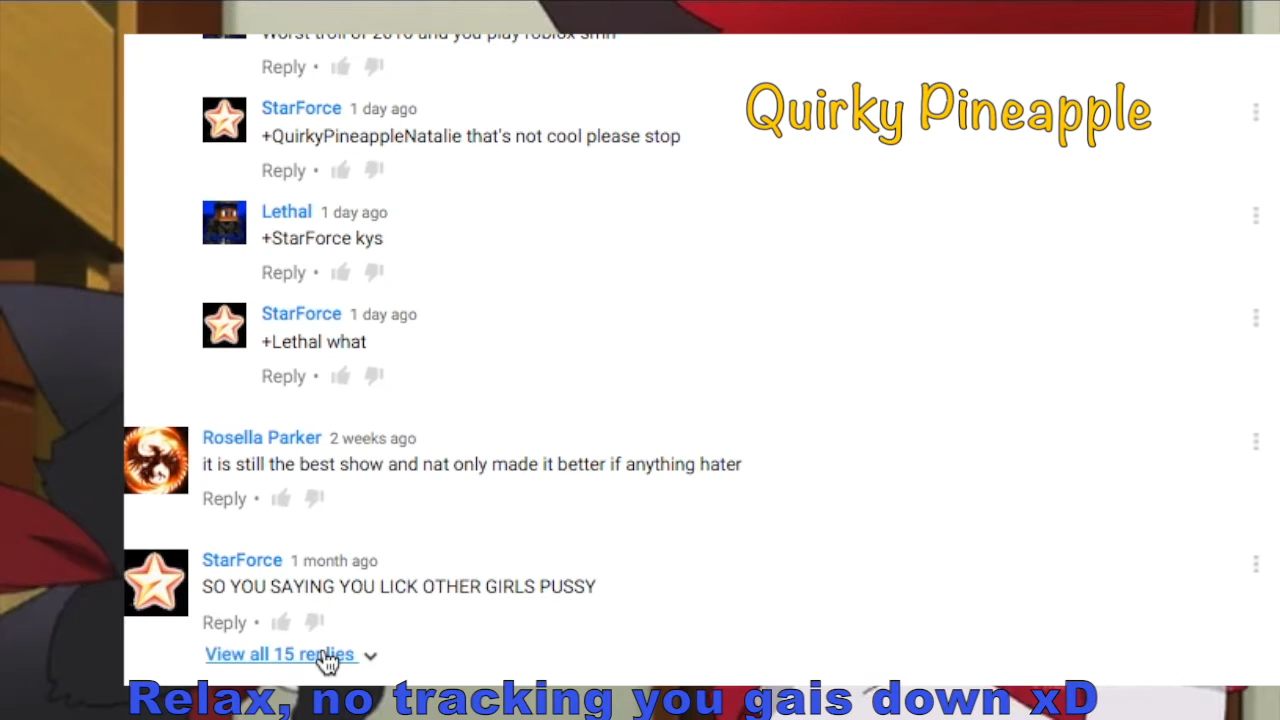 Worst troll of 2016 and you play roblox smh
Reply •
Quirky Pineapple
StarForce 1 day ago
+QuirkyPineappleNatalie that's not cool please stop
Reply •
Lethal 1 day ago
+StarForce kys
Reply •
StarForce 1 day ago
+Lethal what
Reply •
Rosella Parker 2 weeks ago
it is still the best show and nat only made it better if anything hater
Reply •
StarForce 1 month ago
SO YOU SAYING YOU LICK OTHER GIRLS PUSSY
Reply •
View all 15 replies
Relax, no tracking you gais down xD